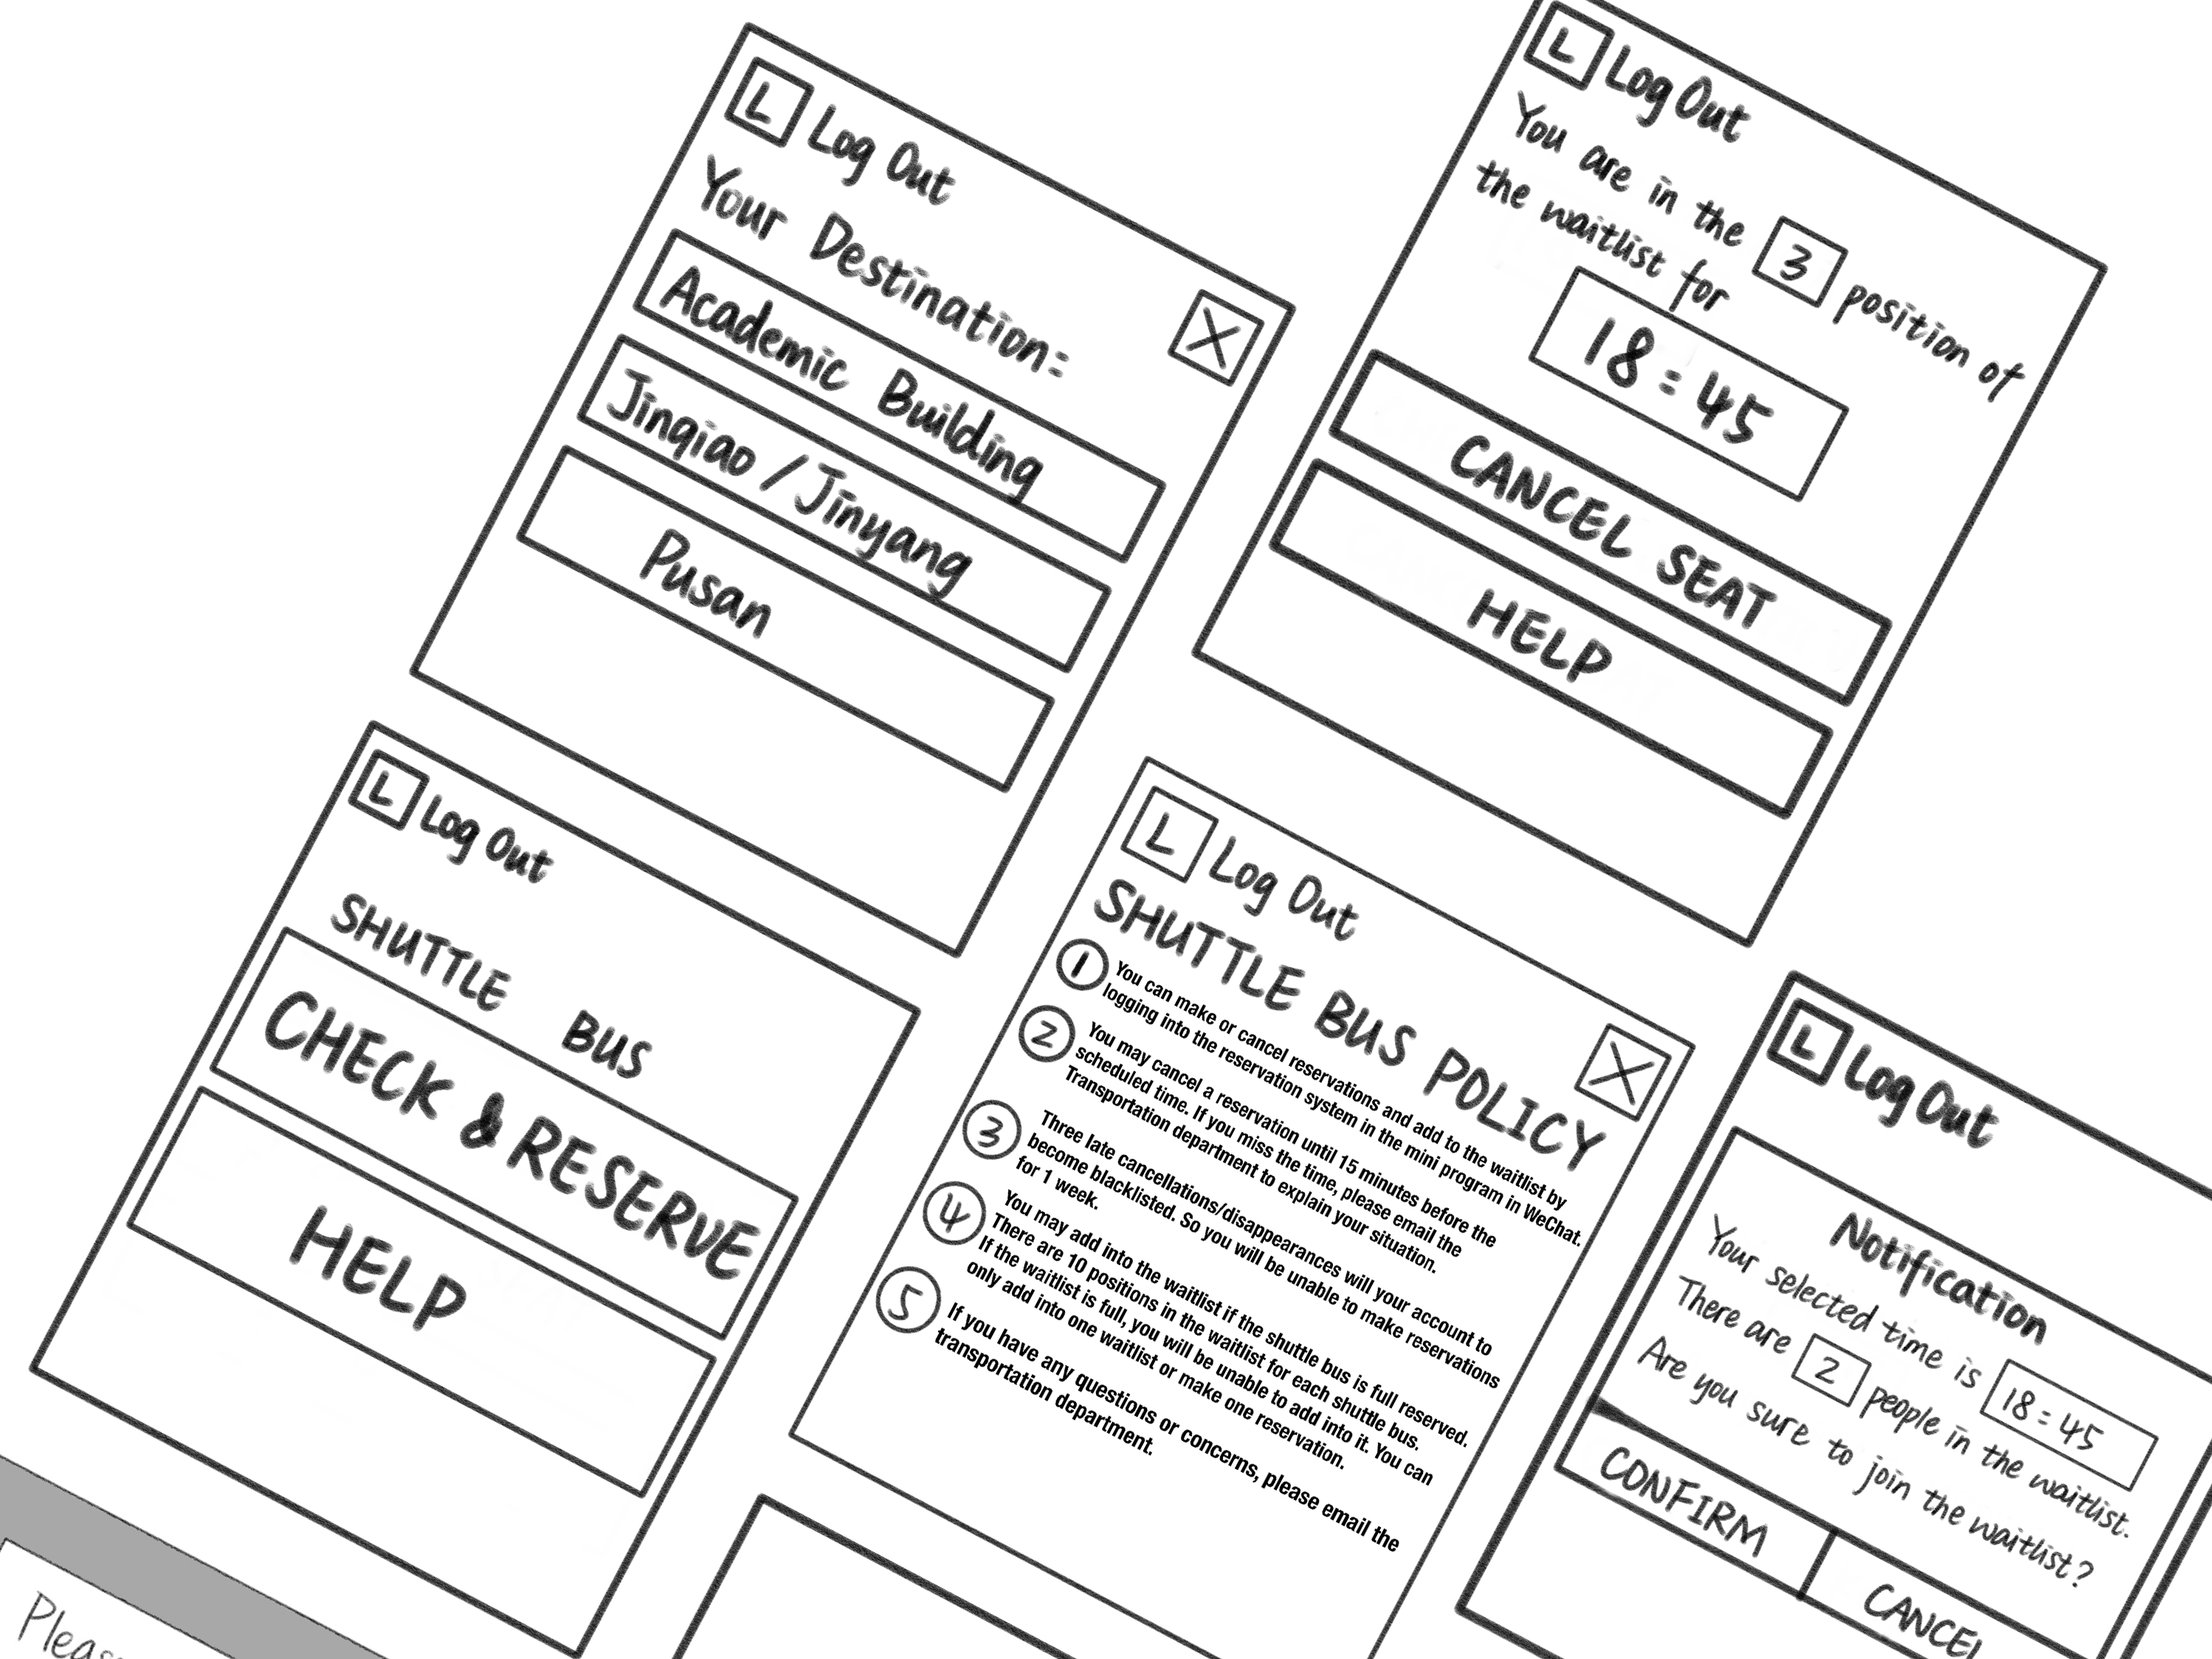 L Log Out
Your Destination:
Academic Building
Jinqiao / Jinyang
Pusan
X
L Log Out
You are in the 3 position of
the waitlist for
18:45
CANCEL SEAT
HELP
L Log Out
SHUTTLE BUS
CHECK & RESERVE
HELP
L Log Out
SHUTTLE BUS POLICY
X
1 You can make or cancel reservations and add to the waitlist by
logging into the reservation system in the mini program in WeChat.
2 You may cancel a reservation until 15 minutes before the
scheduled time. If you miss the time, please email the
Transportation department to explain your situation.
3 Three late cancellations/disappearances will your account to
become blacklisted. So you will be unable to make reservations
for 1 week.
4 You may add into the waitlist if the shuttle bus is full reserved.
There are 10 positions in the waitlist for each shuttle bus.
If the waitlist is full, you will be unable to add into it. You can
only add into one waitlist or make one reservation.
5 If you have any questions or concerns, please email the
transportation department.
L Log Out
Notification
Your selected time is 18:45
There are 2 people in the waitlist.
Are you sure to join the waitlist?
CONFIRM
CANCEL